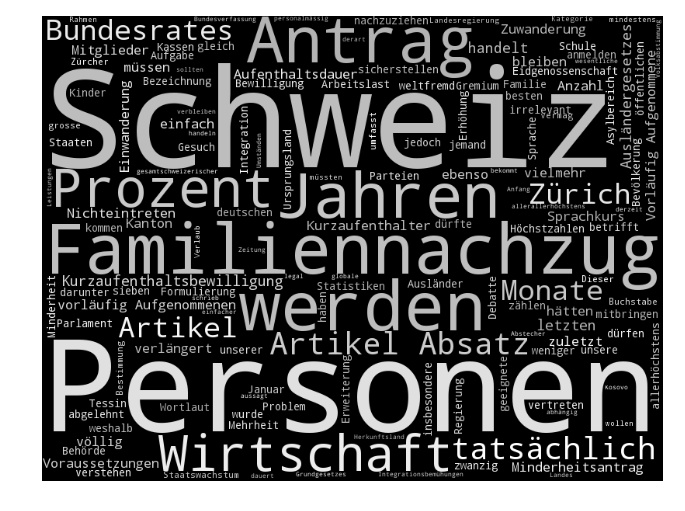 Rahmen Bundesverfassung personalmässig nachzuziehen Landesregierung Kategorie mindestens
Bundesrates Antrag Zuwanderung derart anwesenden Volksabstimmung
Mitglieder Kassen gleich handelt Schule
Zürcher Aufgabe bleiben wesentliche Eidgenossenschaft
müssen Aufenthaltsdauer sicherstellen
Staaten Bezeichnung sollten Bewilligung Arbeitslast weltfremd Gremium Familie Anzahl
Kinder Einwanderung verbleiben besten irrelevant öffentlichen
Schweiz
grosse einfach handeln Integration umfasst Erhöhung Sprache vermag Asylbereich Ausländergesetzes
Gesuch Umständen Ursprungsland jedoch jemand Bevölkerung Vorläufig Aufgenommene
gesamtschweizerischer müssten Parteien ebenso bekommt vielmehr
Leistungen Prozent Jahren Anfang Zürich
Nichteintreten deutschen allerallerhöchstens derzeit
kommen Kanton Verlaub Kurzaufenthalter dürfte Sprachkurs
Zeitung Höchstzahlen betrifft
Familiennachzug
Kurzaufenthaltsbewilligung legal globale Dieser
darunter sieben Formulierung Statistiken Ausländer Debatte Monate Buchstabe
vorläufig Aufgenommenen schrieb haben werden zählen hätten mitbringen
Minderheit Parlament Artikel einfacher letzten dürfen
verlängert unserer Artikel Absatz Abstecher zuletzt
weniger unsere
Personen
Bestimmung aussagt Januar Erweiterung insbesondere Regierung geeignete Kosovo allerhöchstens
Tessin Wortlaut Problem vertreten abhängig
abgelehnt wurde wollen
weshalb Mehrheit
völlig Herkunftsland
Behörde Wirtschaft tatsächlich
Voraussetzungen zwanzig Minderheitsantrag
verstehen Staatswachstum dauert Grundgesetzes Integrationsbemühungen Landes